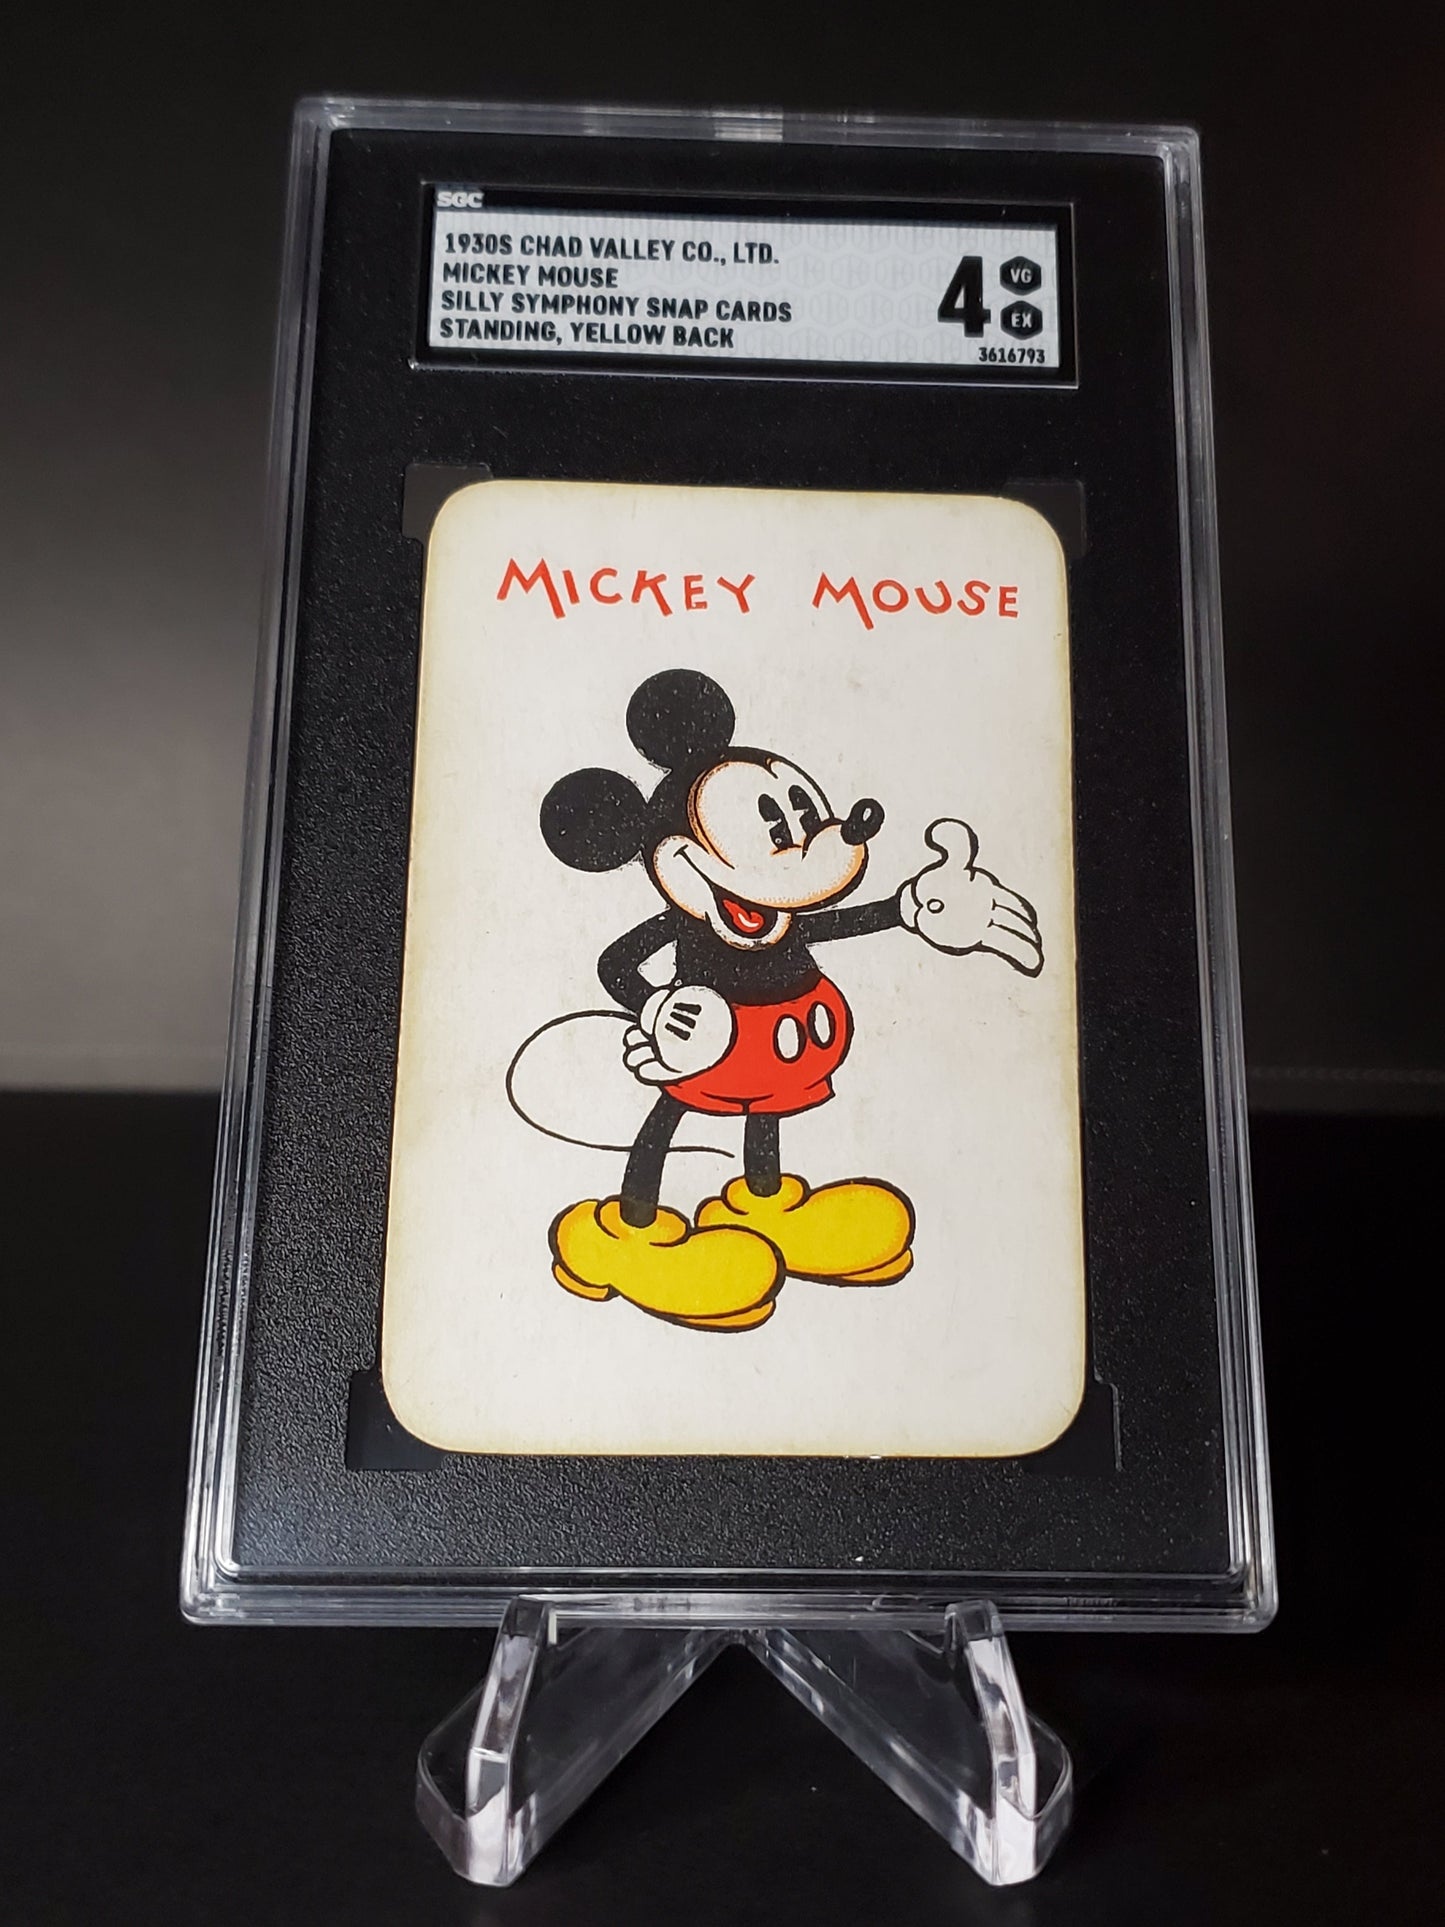 SGC
1930S CHAD VALLEY CO., LTD.
MICKEY MOUSE
SILLY SYMPHONY SNAP CARDS
STANDING, YELLOW BACK
4
VG
EX
3616793
MICKEY MOUSE